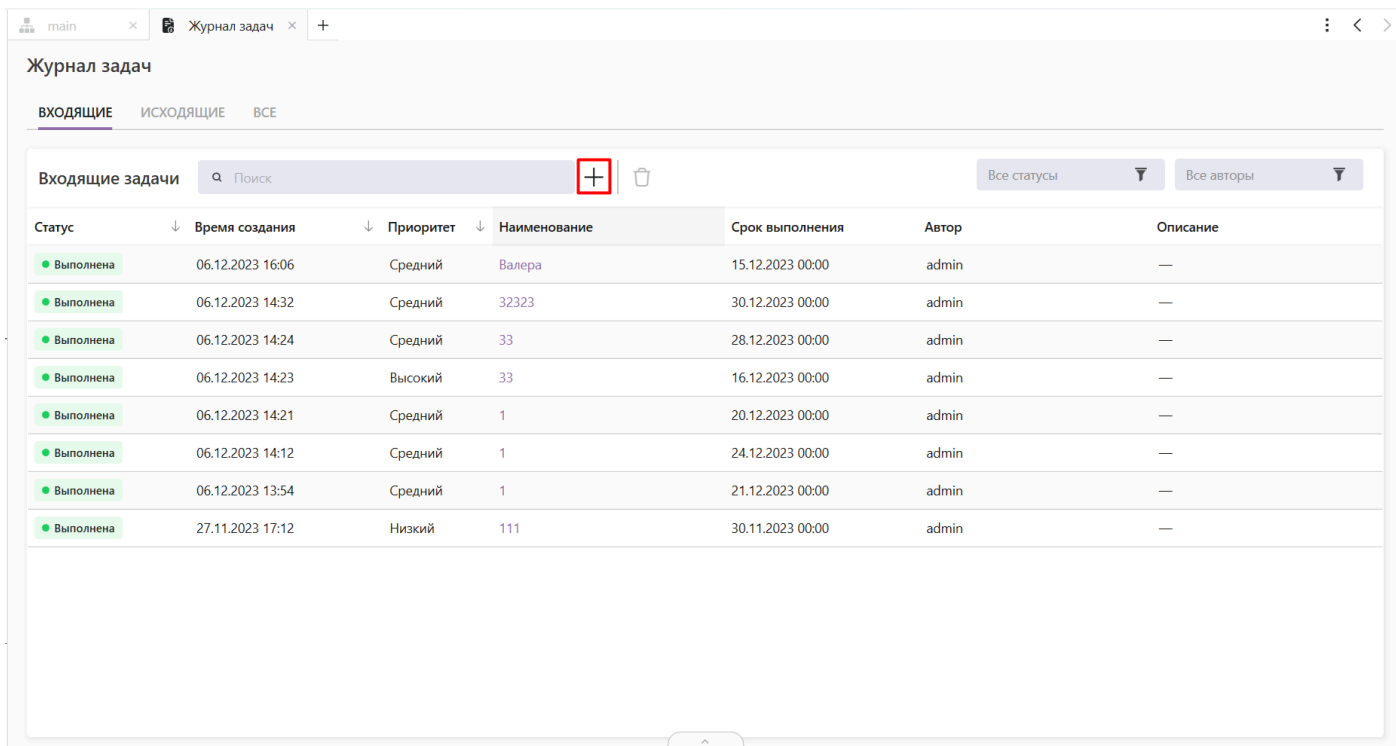 main Журнал задач
Журнал задач
ВХОДЯЩИЕ ИСХОДЯЩИЕ ВСЕ
Входящие задачи Поиск Все статусы Все авторы
Статус Время создания Приоритет Наименование Срок выполнения Автор Описание
Выполнена 06.12.2023 16:06 Средний Валера 15.12.2023 00:00 admin —
Выполнена 06.12.2023 14:32 Средний 32323 30.12.2023 00:00 admin —
Выполнена 06.12.2023 14:24 Средний 33 28.12.2023 00:00 admin —
Выполнена 06.12.2023 14:23 Высокий 33 16.12.2023 00:00 admin —
Выполнена 06.12.2023 14:21 Средний 1 20.12.2023 00:00 admin —
Выполнена 06.12.2023 14:12 Средний 1 24.12.2023 00:00 admin —
Выполнена 06.12.2023 13:54 Средний 1 21.12.2023 00:00 admin —
Выполнена 27.11.2023 17:12 Низкий 111 30.11.2023 00:00 admin —